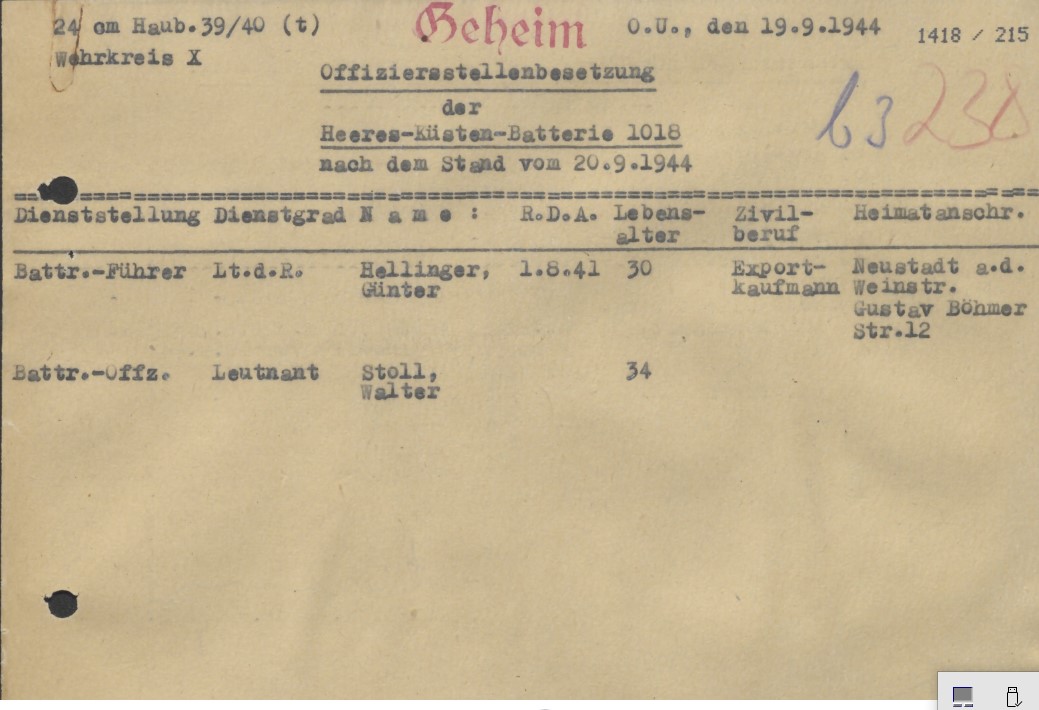 24 cm Haub.39/40 (t)
Geheim
O.U., den 19.9.1944
1418 / 215
Wehrkreis X
Offiziersstellenbesetzung
der
b3 238
Heeres-Küsten-Batterie 1018
nach dem Stand vom 20.9.1944
Dienststellung Dienstgrad N a m e : R.D.A. Lebens- Zivil- Heimatanschr.
alter beruf
Battr.-Führer Lt.d.R. Hellinger, 1.8.41 30 Export- Neustadt a.d.
Günter kaufmann Weinstr.
Gustav Böhmer
Str.12
Battr.-Offz. Leutnant Stoll, 34
Walter